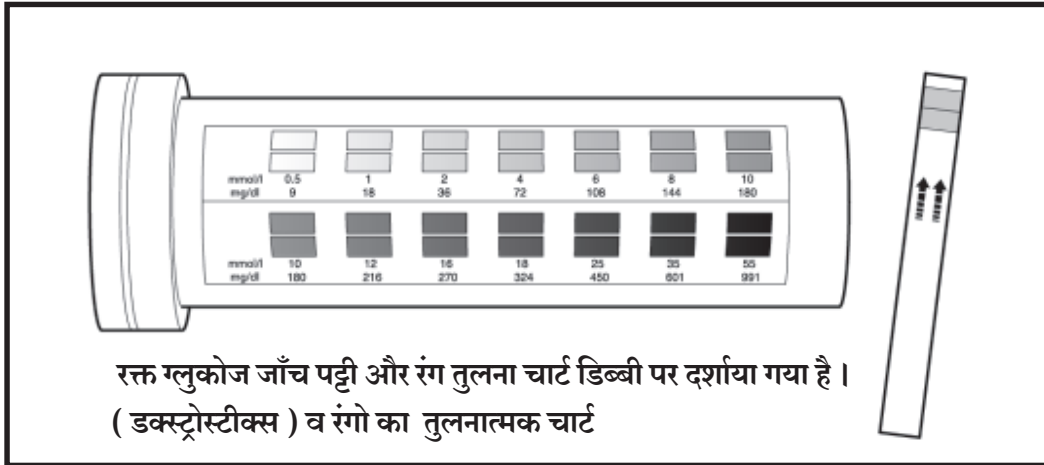 0.5 1 2 4 6 8 10
mmol/l
mg/dl 9 18 36 72 108 144 180
mmol/l 10 12 16 18 25 35 55
mg/dl 180 216 270 324 450 601 991
रक्त ग्लुकोज जाँच पट्टी और रंग तुलना चार्ट डिब्बी पर दर्शाया गया है ।
( डक्स्ट्रोस्टीक्स ) व रंगो का तुलनात्मक चार्ट